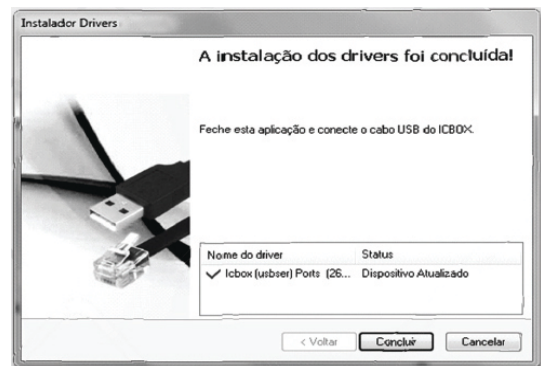 Instalador Drivers
A instalação dos drivers foi concluída!
Feche esta aplicação e conecte o cabo USB do ICBOX.
Nome do driver Status
Icbox (usbser) Ports (26... Dispositivo Atualizado
< Voltar Concluir Cancelar